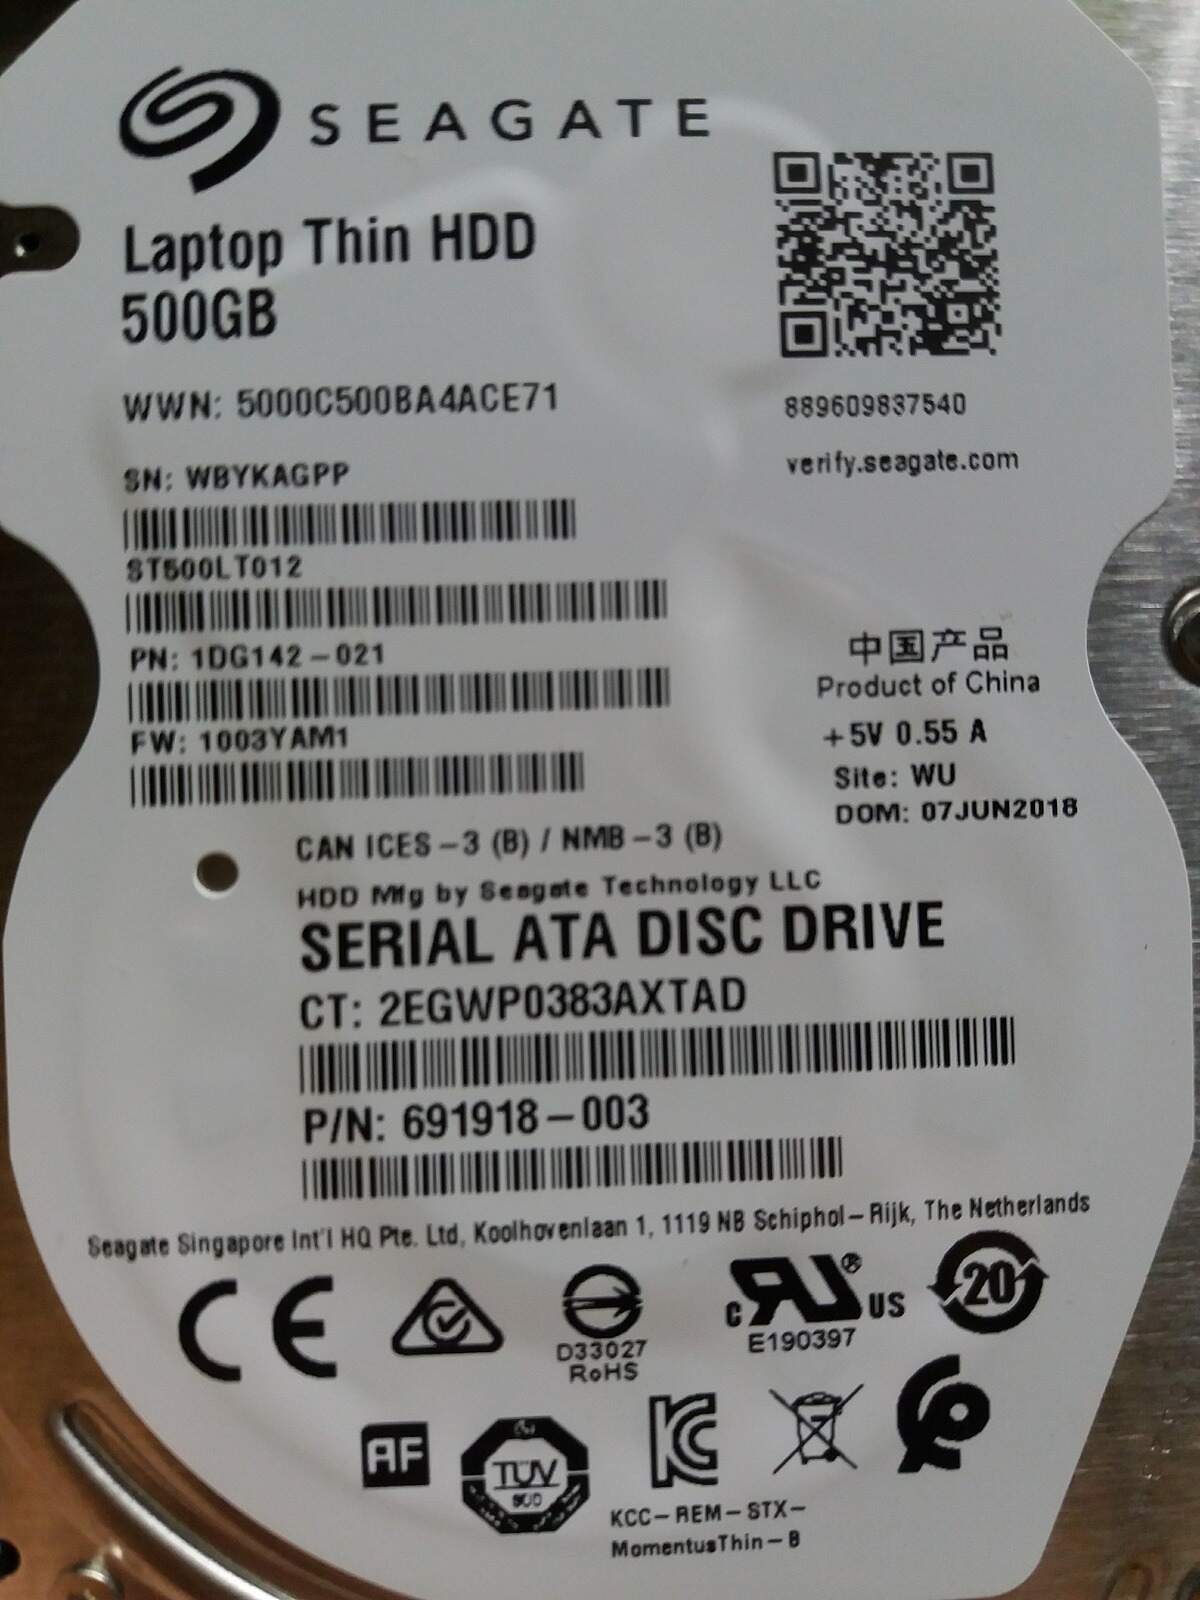 SEAGATE
Laptop Thin HDD
500GB
WWN: 5000C500BA4ACE71
889609837540
verify.seagate.com
SN: WBYKAGPP
ST500LT012
PN: 1DG142-021
FW: 1003YAM1
中国产品
Product of China
+5V 0.55 A
Site: WU
DOM: 07JUN2018
CAN ICES-3 (B) / NMB-3 (B)
HDD Mfg by Seagate Technology LLC
SERIAL ATA DISC DRIVE
CT: 2EGWP0383AXTAD
P/N: 691918-003
Seagate Singapore Int'l HQ Pte. Ltd, Koolhovenlaan 1, 1119 NB Schiphol-Rijk, The Netherlands
CE
D33027
RoHS
c RU ® US
E190397
20
AF
TÜV
SÜD
KC
KCC-REM-STX-
MomentusThin-B